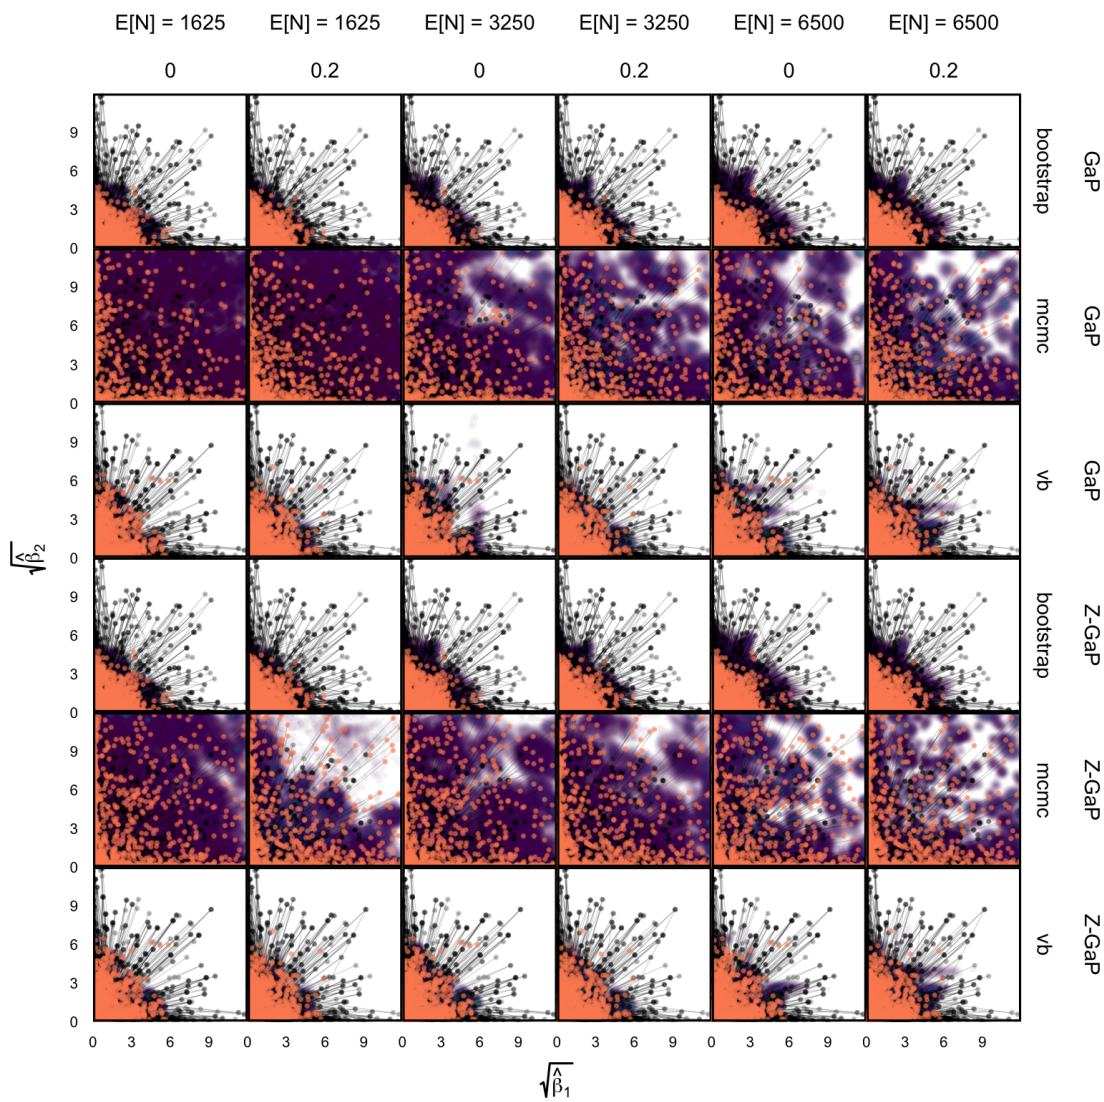 E[N] = 1625 E[N] = 1625 E[N] = 3250 E[N] = 3250 E[N] = 6500 E[N] = 6500
0 0.2 0 0.2 0 0.2
9
6
3
0
bootstrap GaP
9
6
3
0
mcmc GaP
9
6
3
0
vb GaP
9
6
3
0
bootstrap Z-GaP
9
6
3
0
mcmc Z-GaP
9
6
3
0
vb Z-GaP
0 3 6 9 0 3 6 9 0 3 6 9 0 3 6 9 0 3 6 9 0 3 6 9
√β̂₂
√β̂₁